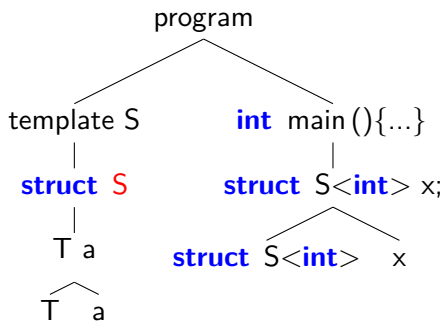 program
template S int main(){...}
struct S struct S<int> x;
T a struct S<int> x
T a